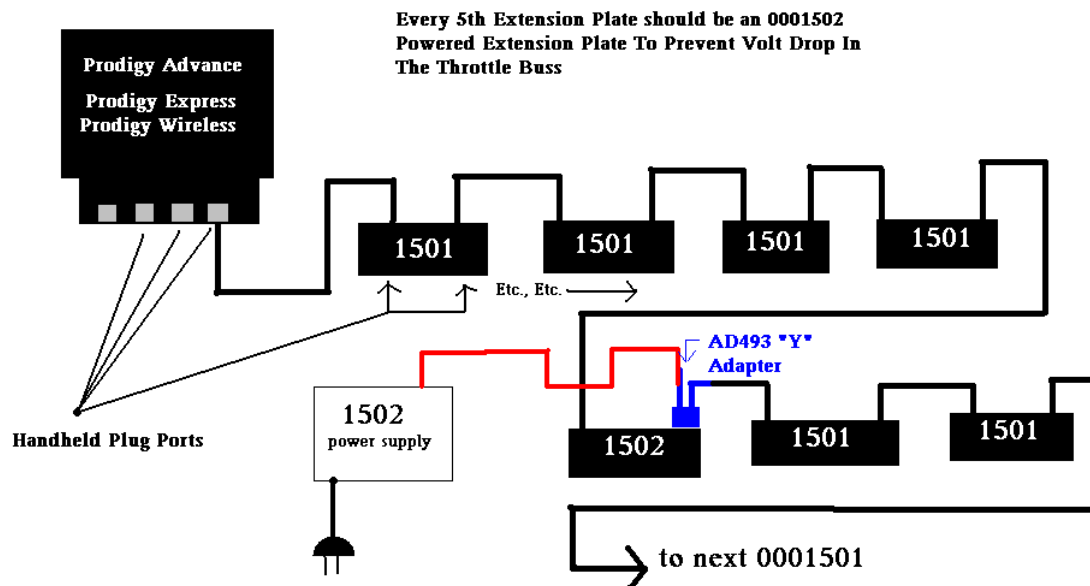 Every 5th Extension Plate should be an 0001502
Powered Extension Plate To Prevent Volt Drop In
The Throttle Buss
Prodigy Advance
Prodigy Express
Prodigy Wireless
1501
1501
1501
1501
Etc., Etc.
AD493 "Y"
Adapter
1502
power supply
Handheld Plug Ports
1502
1501
1501
to next 0001501